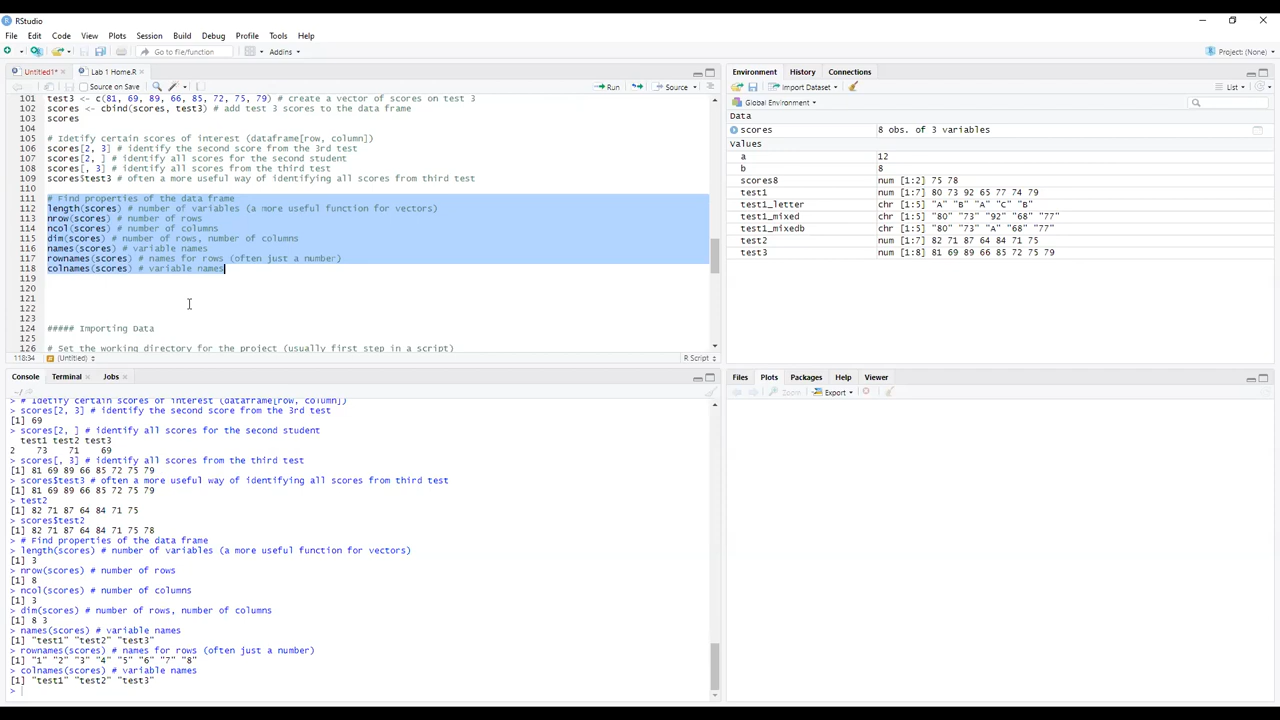 RStudio
File Edit Code View Plots Session Build Debug Profile Tools Help
Go to file/function Addins Project: (None)
Untitled1* Lab 1 Home.R
Source on Save Run Source
101 test3 <- c(81, 69, 89, 66, 85, 72, 75, 79) # create a vector of scores on test 3
102 scores <- cbind(scores, test3) # add test 3 scores to the data frame
103 scores
104
105 # Idetify certain scores of interest (dataframe[row, column])
106 scores[2, 3] # identify the second score from the 3rd test
107 scores[2, ] # identify all scores for the second student
108 scores[, 3] # identify all scores from the third test
109 scores$test3 # often a more useful way of identifying all scores from third test
110
111 # Find properties of the data frame
112 length(scores) # number of variables (a more useful function for vectors)
113 nrow(scores) # number of rows
114 ncol(scores) # number of columns
115 dim(scores) # number of rows, number of columns
116 names(scores) # variable names
117 rownames(scores) # names for rows (often just a number)
118 colnames(scores) # variable names
119
120
121
122
123
124 ##### Importing Data
125
126 # Set the working directory for the project (usually first step in a script)
118:34 (Untitled) R Script
Console Terminal Jobs
~/
> # Idetify certain scores of interest (dataframe[row, column])
> scores[2, 3] # identify the second score from the 3rd test
[1] 69
> scores[2, ] # identify all scores for the second student
test1 test2 test3
2 73 71 69
> scores[, 3] # identify all scores from the third test
[1] 81 69 89 66 85 72 75 79
> scores$test3 # often a more useful way of identifying all scores from third test
[1] 81 69 89 66 85 72 75 79
> test2
[1] 82 71 87 64 84 71 75
> scores$test2
[1] 82 71 87 64 84 71 75 78
> # Find properties of the data frame
> length(scores) # number of variables (a more useful function for vectors)
[1] 3
> nrow(scores) # number of rows
[1] 8
> ncol(scores) # number of columns
[1] 3
> dim(scores) # number of rows, number of columns
[1] 8 3
> names(scores) # variable names
[1] "test1" "test2" "test3"
> rownames(scores) # names for rows (often just a number)
[1] "1" "2" "3" "4" "5" "6" "7" "8"
> colnames(scores) # variable names
[1] "test1" "test2" "test3"
>
Environment History Connections
Import Dataset List
Global Environment
Data
scores 8 obs. of 3 variables
Values
a 12
b 8
scores8 num [1:2] 75 78
test1 num [1:7] 80 73 92 65 77 74 79
test1_letter chr [1:5] "A" "B" "A" "C" "B"
test1_mixed chr [1:5] "80" "73" "92" "68" "77"
test1_mixedb chr [1:5] "80" "73" "A" "68" "77"
test2 num [1:7] 82 71 87 64 84 71 75
test3 num [1:8] 81 69 89 66 85 72 75 79
Files Plots Packages Help Viewer
Zoom Export